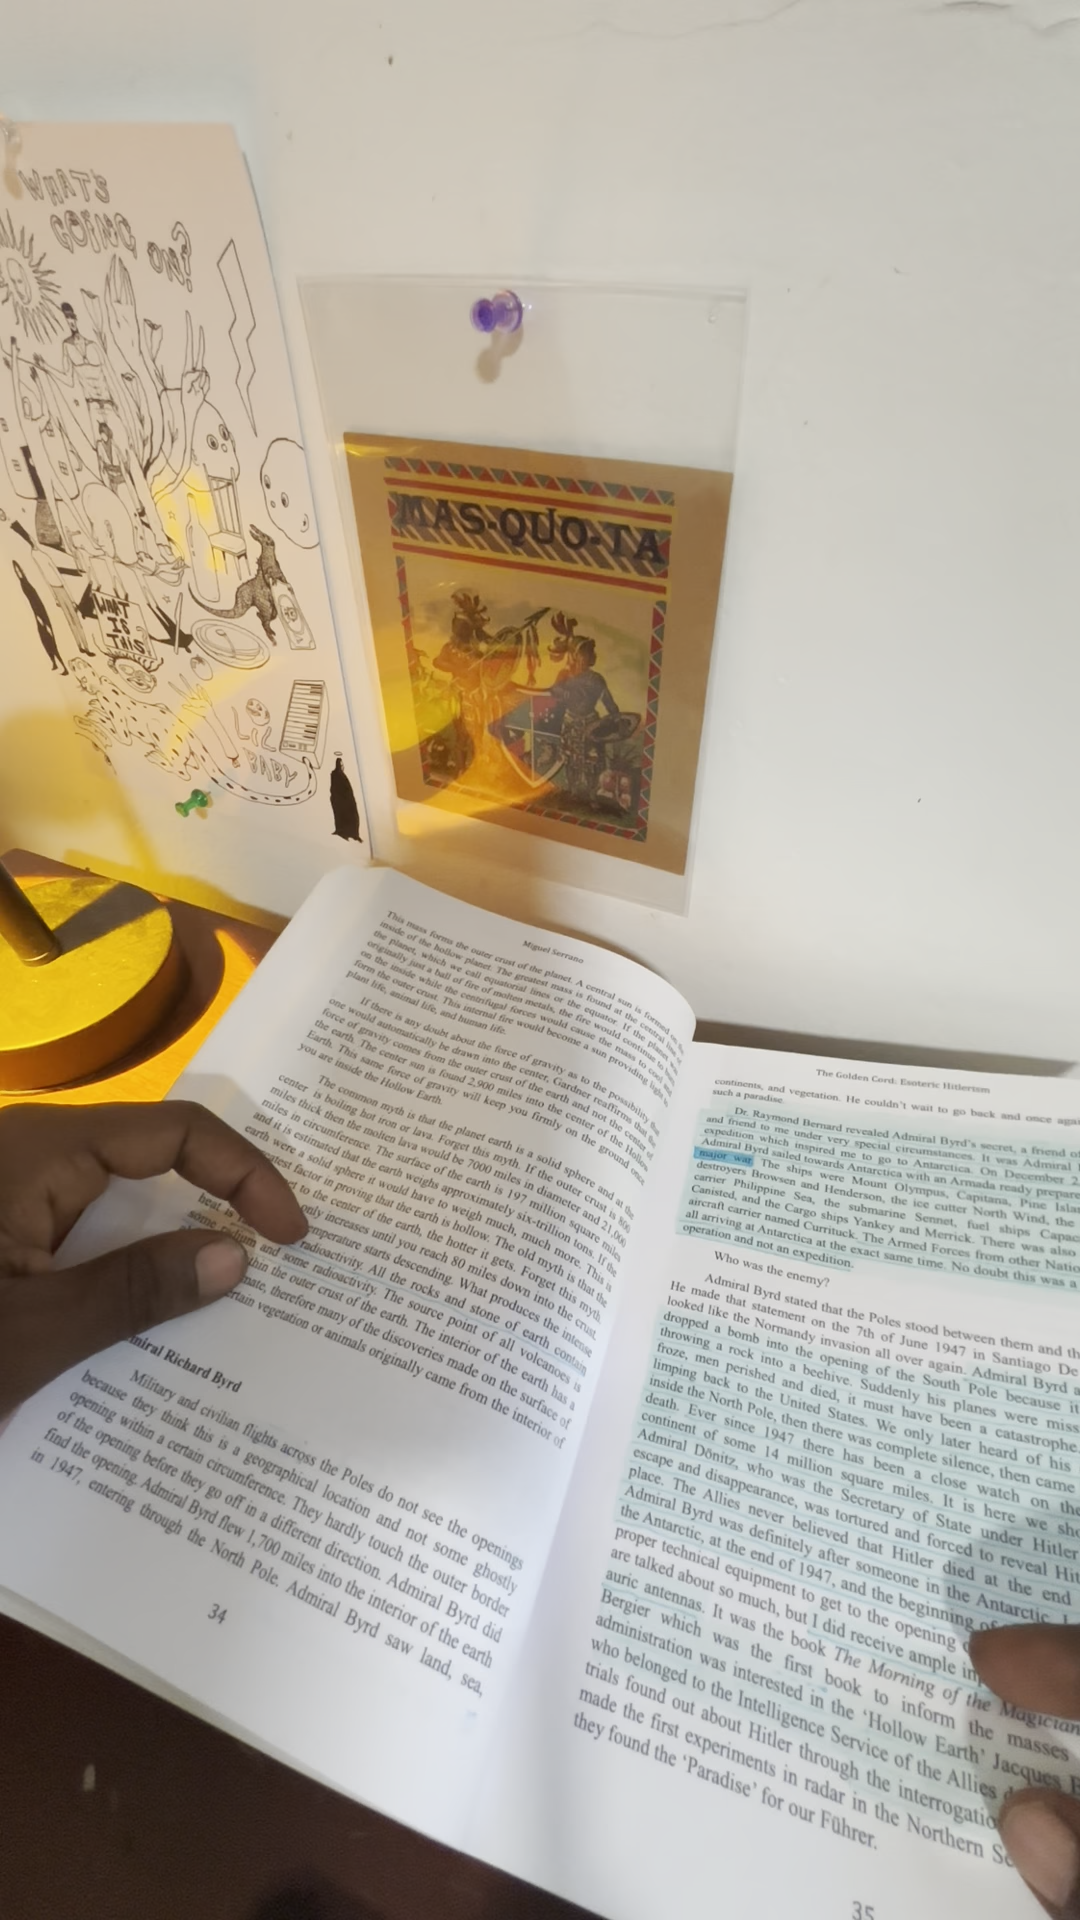 WHAT'S
GOING
ON?
WHAT
IS
THIS
MAS-QUO-TA
Miguel Serrano
This mass forms the outer crust of the planet. A central sun is formed on the
inside of the hollow planet. The greatest mass is found at the central line of
the planet, which we call equatorial lines or the equator. If the planet was
originally just a ball of fire of molten metals, the fire would continue to burn
on the inside while the centrifugal forces would cause the mass to cool and
form the outer crust. This internal fire would become a sun providing light to
plant life, animal life, and human life.
If there is any doubt about the force of gravity as to the possibility that
one would automatically be drawn into the center, Gardner reaffirms that the
force of gravity comes from the outer crust of the earth and not the center of
the earth. The center sun is found 2,900 miles into the center of the Hollow
Earth. This same force of gravity will keep you firmly on the ground once
you are inside the Hollow Earth.
The common myth is that the planet earth is a solid sphere and at the
center is boiling hot iron or lava. Forget this myth. If the outer crust is 800
miles thick then the molten lava would be 7000 miles in diameter and 21,000
miles in circumference. The surface of the earth is 197 million square miles
and it is estimated that the earth weighs approximately six-trillion tons. If the
earth were a solid sphere it would have to weigh much, much more. This is
greatest factor in proving that the earth is hollow. The old myth is that the
to the center of the earth, the hotter it gets. Forget this myth.
only increases until you reach 80 miles down into the crust.
temperature starts descending. What produces the intense
heat is radioactivity. All the rocks and stone of earth contain
some and some radioactivity. The source point of all volcanoes is
within the outer crust of the earth. The interior of the earth has a
therefore many of the discoveries made on the surface of
certain vegetation or animals originally came from the interior of
Admiral Richard Byrd
Military and civilian flights across the Poles do not see the openings
because they think this is a geographical location and not some ghostly
opening within a certain circumference. They hardly touch the outer border
of the opening before they go off in a different direction. Admiral Byrd did
find the opening. Admiral Byrd flew 1,700 miles into the interior of the earth
in 1947, entering through the North Pole. Admiral Byrd saw land, sea,
34
The Golden Cord: Esoteric Hitlerism
continents, and vegetation. He couldn't wait to go back and once again
such a paradise.
Dr. Raymond Bernard revealed Admiral Byrd's secret, a friend of
and friend to me under very special circumstances. It was Admiral
expedition which inspired me to go to Antarctica. On December 2
Admiral Byrd sailed towards Antarctica with an Armada ready prepare
major war. The ships were Mount Olympus, Capitana, Pine Islan
destroyers Browsen and Henderson, the ice cutter North Wind, the
carrier Philippine Sea, the submarine Sennet, fuel ships Capac
Canisted, and the Cargo ships Yankey and Merrick. There was also
aircraft carrier named Currituck. The Armed Forces from other Natio
all arriving at Antarctica at the exact same time. No doubt this was a
operation and not an expedition.
Who was the enemy?
Admiral Byrd stated that the Poles stood between them and th
He made that statement on the 7th of June 1947 in Santiago De
looked like the Normandy invasion all over again. Admiral Byrd a
dropped a bomb into the opening of the South Pole because it
throwing a rock into a beehive. Suddenly his planes were miss
froze, men perished and died, it must have been a catastrophe
limping back to the United States. We only later heard of his
inside the North Pole, then there was complete silence, then came
death. Ever since 1947 there has been a close watch on the
continent of some 14 million square miles. It is here we sh
Admiral Dönitz, who was the Secretary of State under Hitler
escape and disappearance, was tortured and forced to reveal Hit
place. The Allies never believed that Hitler died at the end
Admiral Byrd was definitely after someone in the Antarctic.
the Antarctic, at the end of 1947, and the beginning of
proper technical equipment to get to the opening
are talked about so much, but I did receive ample
auric antennas. It was the book The Morning of the Magician
Bergier which was the first book to inform the masses
administration was interested in the 'Hollow Earth' Jacques
who belonged to the Intelligence Service of the Allies
trials found out about Hitler through the interrogatio
made the first experiments in radar in the Northern
they found the 'Paradise' for our Führer.
35